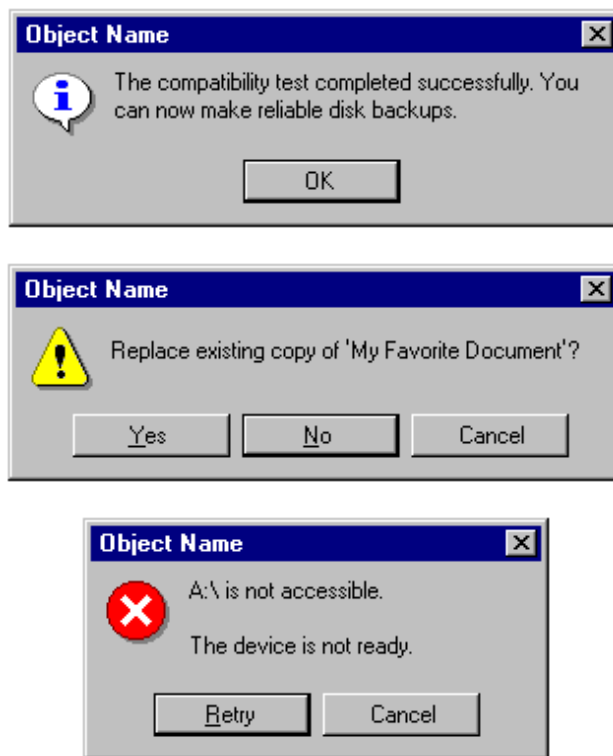 Object Name
The compatibility test completed successfully. You
can now make reliable disk backups.
OK
Object Name
Replace existing copy of 'My Favorite Document'?
Yes No Cancel
Object Name
A:\ is not accessible.
The device is not ready.
Retry Cancel